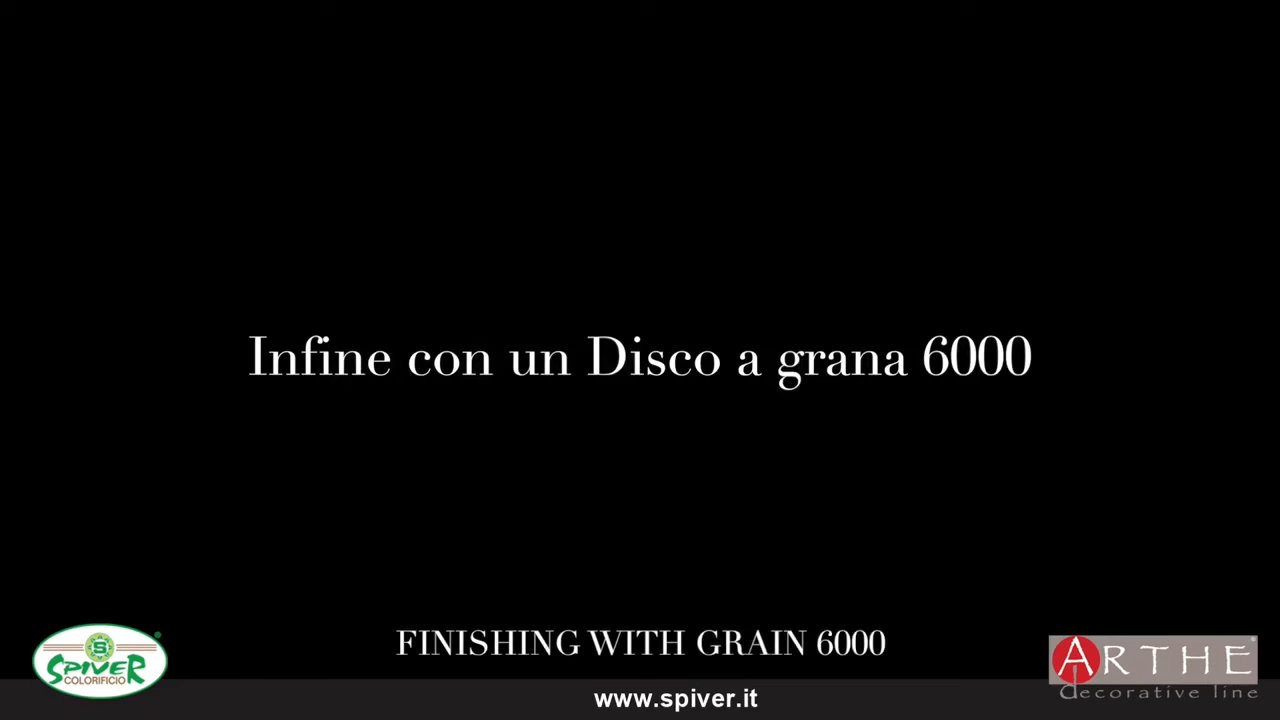 Infine con un Disco a grana 6000
FINISHING WITH GRAIN 6000
S
SPIVER
COLORIFICIO
www.spiver.it
ARTHE
decorative line